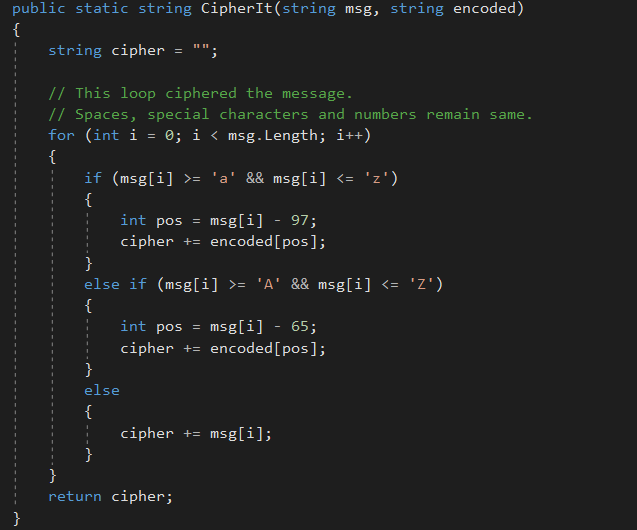 public static string CipherIt(string msg, string encoded)
{
string cipher = "";
// This loop ciphered the message.
// Spaces, special characters and numbers remain same.
for (int i = 0; i < msg.Length; i++)
{
if (msg[i] >= 'a' && msg[i] <= 'z')
{
int pos = msg[i] - 97;
cipher += encoded[pos];
}
else if (msg[i] >= 'A' && msg[i] <= 'Z')
{
int pos = msg[i] - 65;
cipher += encoded[pos];
}
else
{
cipher += msg[i];
}
}
return cipher;
}